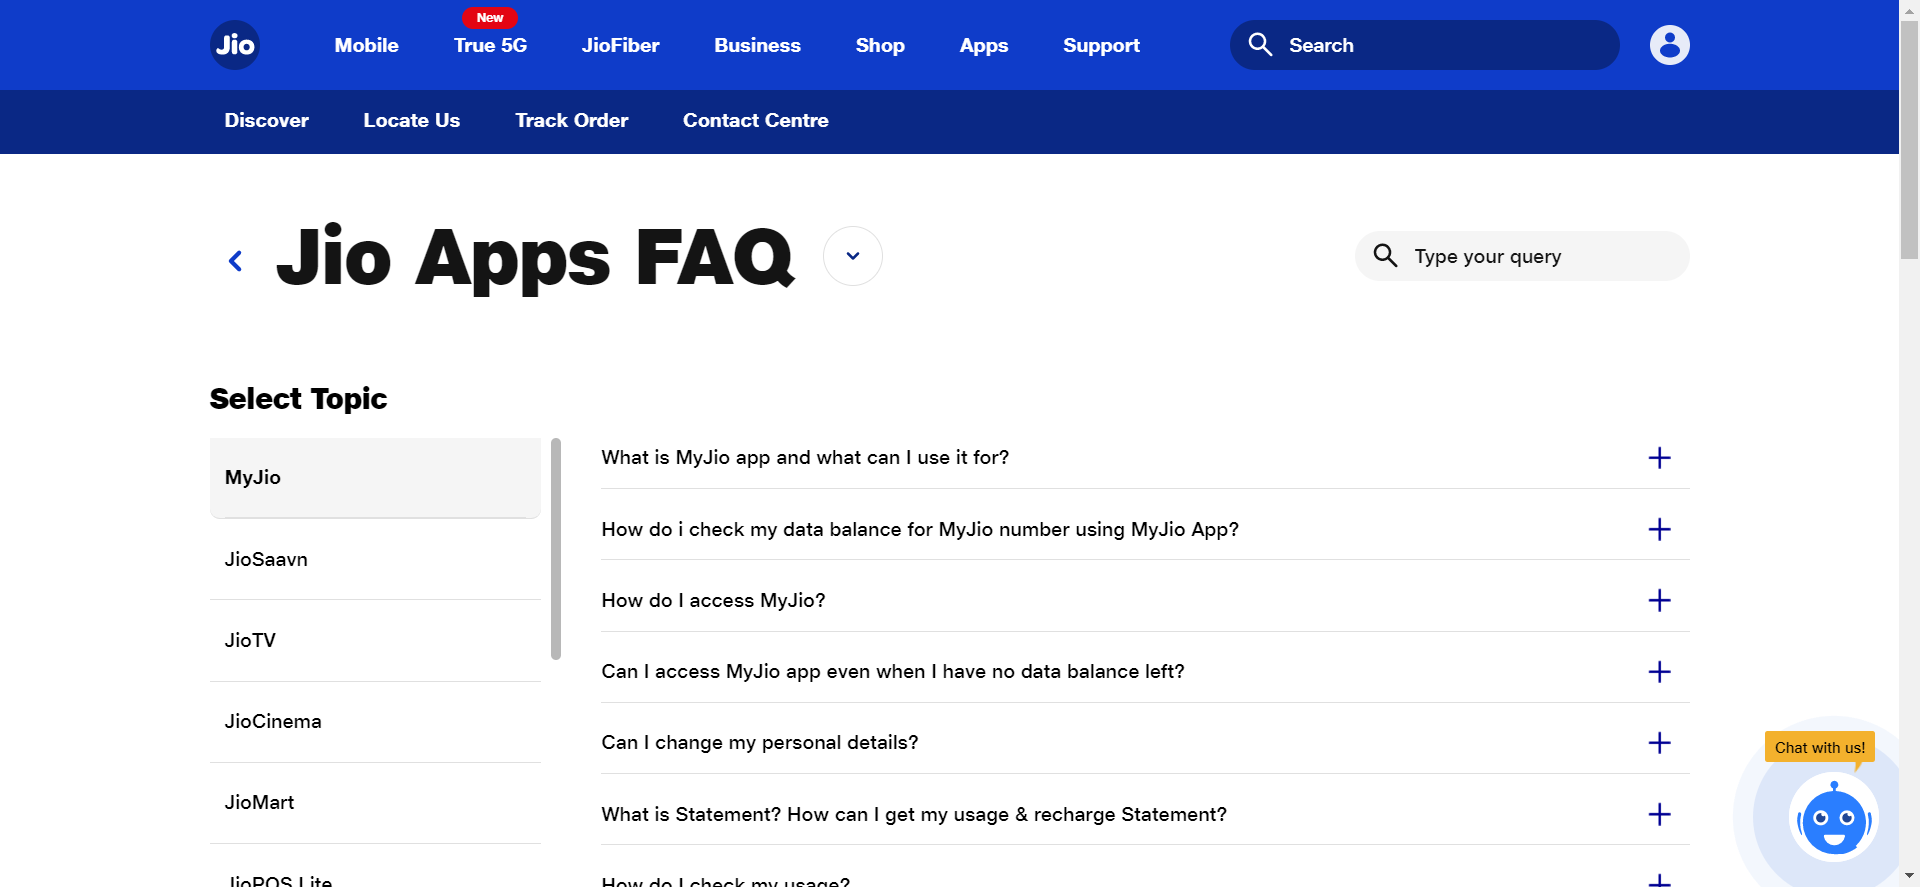 New
Jio
Mobile
True 5G
JioFiber
Business
Shop
Apps
Support
Search
Discover
Locate Us
Track Order
Contact Centre
Jio Apps FAQ
Type your query
Select Topic
MyJio
JioSaavn
JioTV
JioCinema
JioMart
JioPOS Lite
What is MyJio app and what can I use it for?
How do i check my data balance for MyJio number using MyJio App?
How do I access MyJio?
Can I access MyJio app even when I have no data balance left?
Can I change my personal details?
What is Statement? How can I get my usage & recharge Statement?
How do I check my usage?
Chat with us!